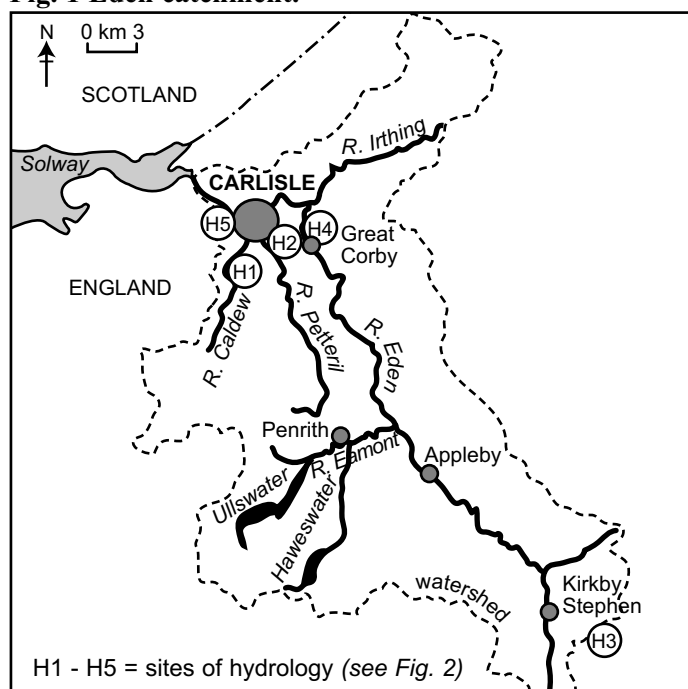 Fig. 1 Eden catchment.
N
0 km 3
SCOTLAND
Solway
R. Irthing
CARLISLE
H5
H2
H4
Great
Corby
H1
ENGLAND
R. Caldew
R. Petteril
R. Eden
Penrith
R. Eamont
Appleby
Ullswater
Haweswater
watershed
Kirkby
Stephen
H3
H1 - H5 = sites of hydrology (see Fig. 2)